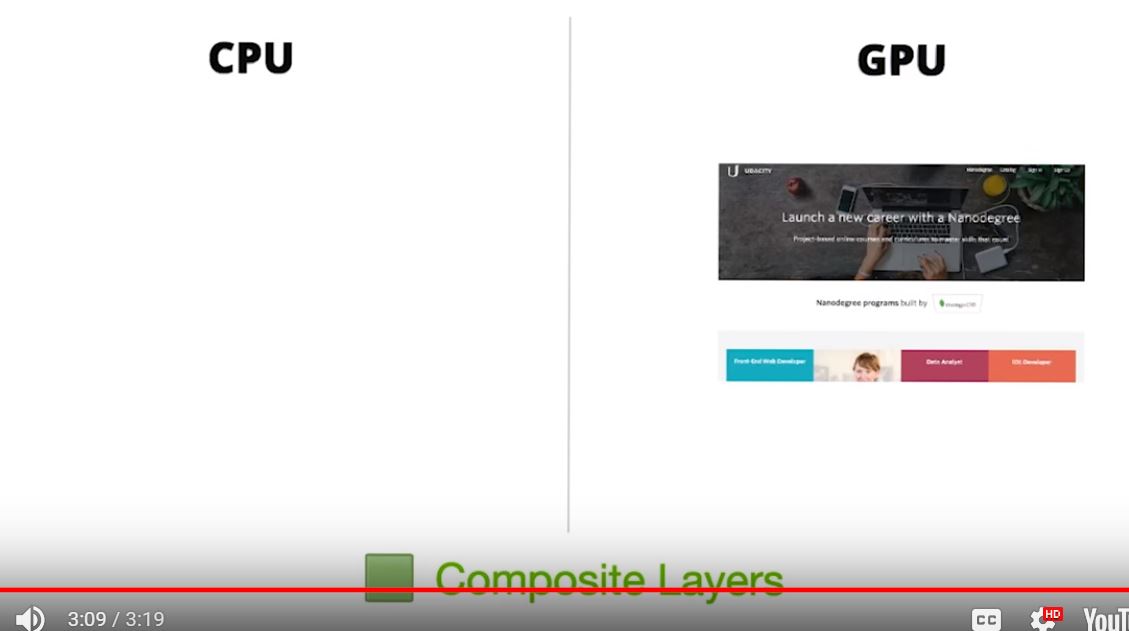 CPU
GPU
UDACITY
Nanodegree Catalog Sign In Sign Up
Launch a new career with a Nanodegree
Project-based online courses and curriculums to master skills that count
Nanodegree programs built by
Front-End Web Developer
Data Analyst
iOS Developer
Composite Layers
3:09 / 3:19
CC
HD
YouT